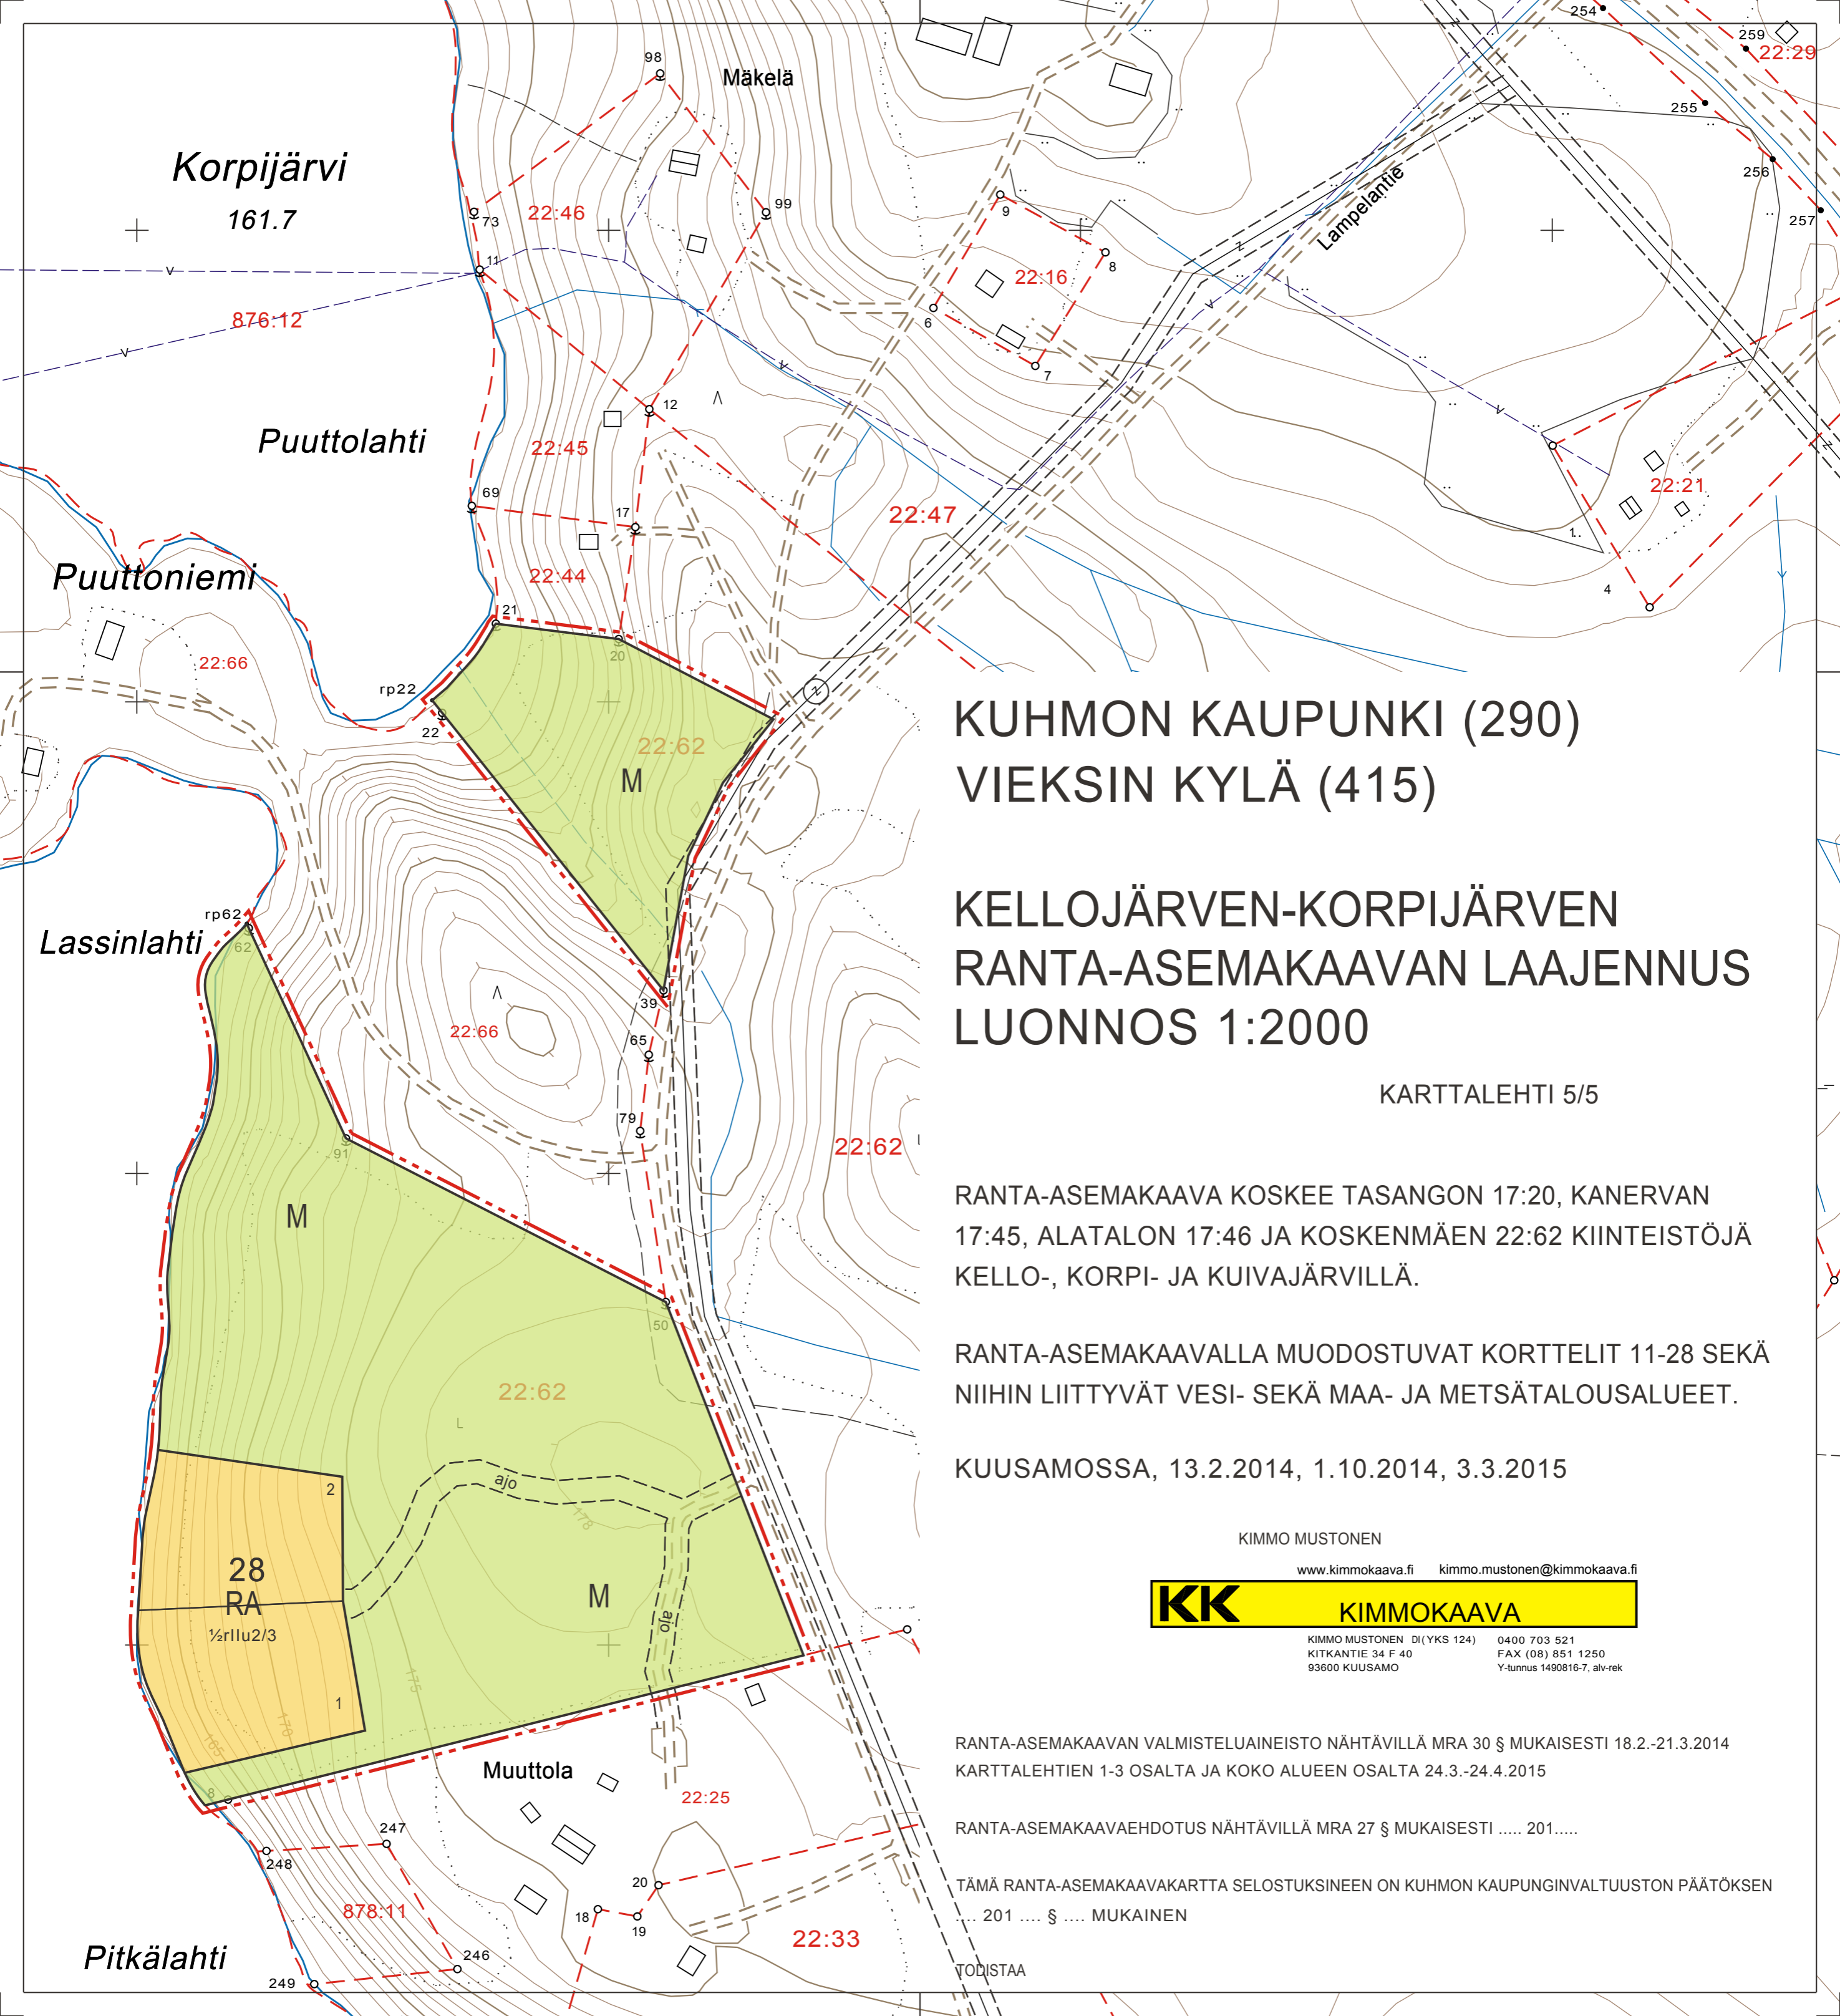 254
259
22:29
98
Mäkelä
255
Korpijärvi
161.7
256
Lampelantie
257
73
22:46
99
9
8
11
22:16
876:12
6
7
12
Puuttolahti
22:45
69
17
22:47
22:21
1
4
Puuttoniemi
22:44
21
20
22:66
rp22
22
22:62
M
KUHMON KAUPUNKI (290)
VIEKSIN KYLÄ (415)
KELLOJÄRVEN-KORPIJÄRVEN
RANTA-ASEMAKAAVAN LAAJENNUS
LUONNOS 1:2000
KARTTALEHTI 5/5
rp62
62
Lassinlahti
39
22:66
65
79
91
22:62
M
RANTA-ASEMAKAAVA KOSKEE TASANGON 17:20, KANERVAN
17:45, ALATALON 17:46 JA KOSKENMÄEN 22:62 KIINTEISTÖJÄ
KELLO-, KORPI- JA KUIVAJÄRVILLÄ.
50
RANTA-ASEMAKAAVALLA MUODOSTUVAT KORTTELIT 11-28 SEKÄ
NIIHIN LIITTYVÄT VESI- SEKÄ MAA- JA METSÄTALOUSALUEET.
22:62
L
KUUSAMOSSA, 13.2.2014, 1.10.2014, 3.3.2015
ajo
2
178
28
RA
½rIIu2/3
M
ajo
1
175
170
165
8
KIMMO MUSTONEN
www.kimmokaava.fi kimmo.mustonen@kimmokaava.fi
KK KIMMOKAAVA
KIMMO MUSTONEN DI(YKS 124) 0400 703 521
KITKANTIE 34 F 40 FAX (08) 851 1250
93600 KUUSAMO Y-tunnus 1490816-7, alv-rek
RANTA-ASEMAKAAVAN VALMISTELUAINEISTO NÄHTÄVILLÄ MRA 30 § MUKAISESTI 18.2.-21.3.2014
KARTTALEHTIEN 1-3 OSALTA JA KOKO ALUEEN OSALTA 24.3.-24.4.2015
Muuttola
22:25
RANTA-ASEMAKAAVAEHDOTUS NÄHTÄVILLÄ MRA 27 § MUKAISESTI ..... 201.....
247
248
TÄMÄ RANTA-ASEMAKAAVAKARTTA SELOSTUKSINEEN ON KUHMON KAUPUNGINVALTUUSTON PÄÄTÖKSEN
.... 201 .... § .... MUKAINEN
20
18
19
878:11
22:33
246
Pitkälahti
249
TODISTAA